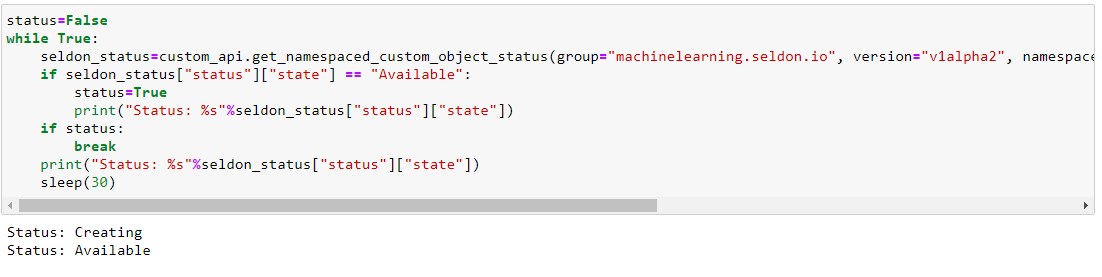 status=False
while True:
    seldon_status=custom_api.get_namespaced_custom_object_status(group="machinelearning.seldon.io", version="v1alpha2", namespace
    if seldon_status["status"]["state"] == "Available":
        status=True
        print("Status: %s"%seldon_status["status"]["state"])
    if status:
        break
    print("Status: %s"%seldon_status["status"]["state"])
    sleep(30)
Status: Creating
Status: Available